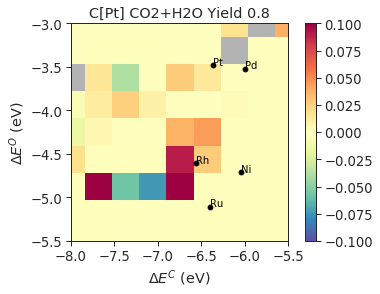 C[Pt] CO2+H2O Yield 0.8
−3.0
−3.5
−4.0
−4.5
−5.0
−5.5
ΔE^O (eV)
Pt
Pd
Rh
Ni
Ru
−8.0 −7.5 −7.0 −6.5 −6.0 −5.5
ΔE^C (eV)
0.100
0.075
0.050
0.025
0.000
−0.025
−0.050
−0.075
−0.100